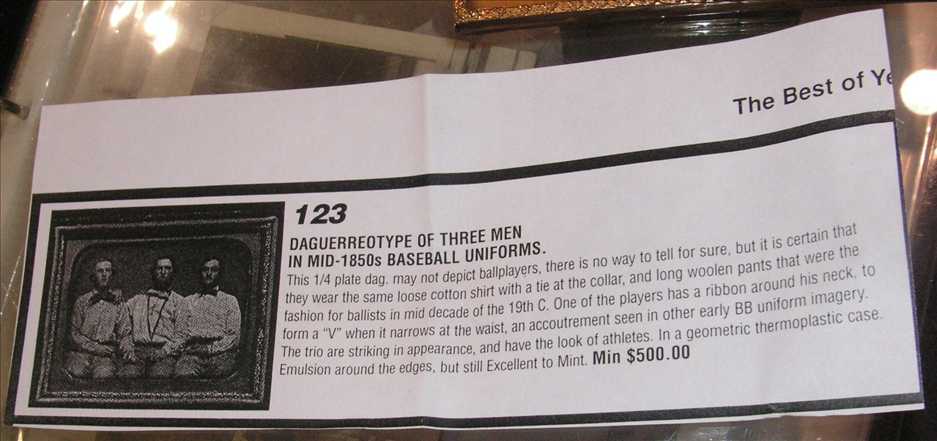 The Best of Ye
123
DAGUERREOTYPE OF THREE MEN
IN MID-1850s BASEBALL UNIFORMS.
This 1/4 plate dag. may not depict ballplayers, there is no way to tell for sure, but it is certain that
they wear the same loose cotton shirt with a tie at the collar, and long woolen pants that were the
fashion for ballists in mid decade of the 19th C. One of the players has a ribbon around his neck, to
form a "V" when it narrows at the waist, an accoutrement seen in other early BB uniform imagery.
The trio are striking in appearance, and have the look of athletes. In a geometric thermoplastic case.
Emulsion around the edges, but still Excellent to Mint. Min $500.00